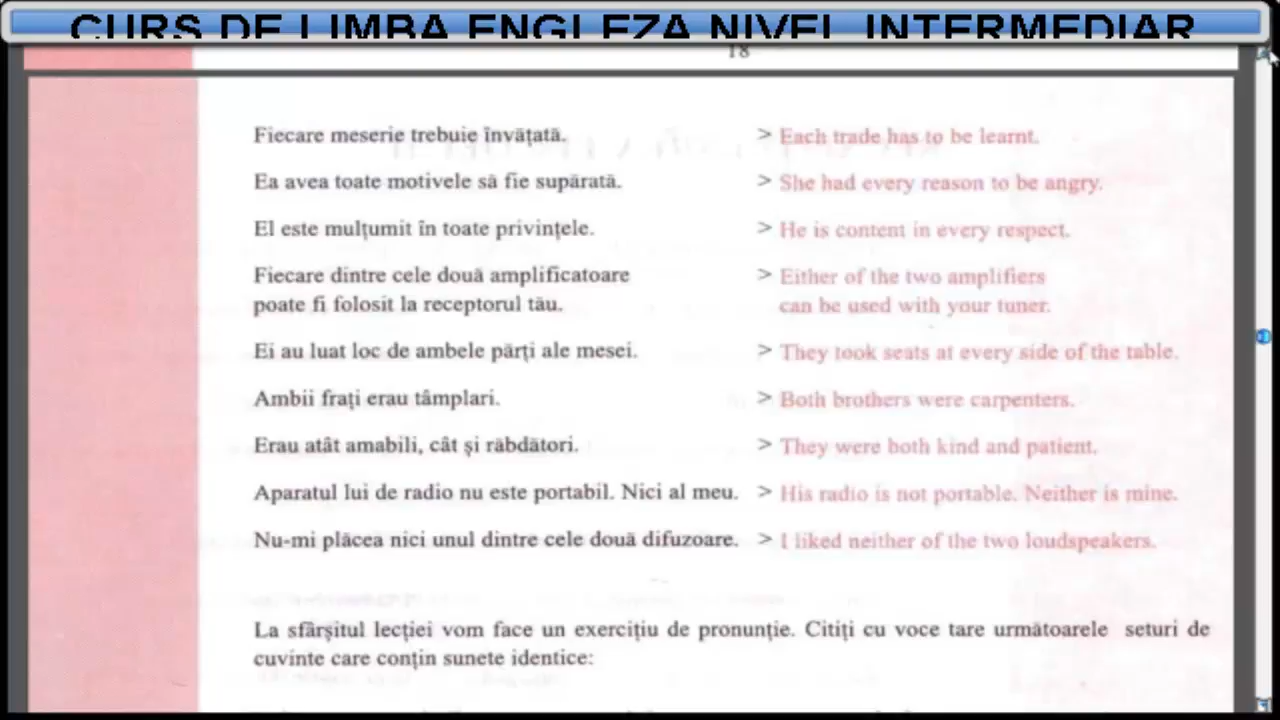 CURS DE LIMBA ENGLEZA NIVEL INTERMEDIAR
18
Fiecare meserie trebuie învățată. > Each trade has to be learnt.
Ea avea toate motivele să fie supărată. > She had every reason to be angry.
El este mulțumit în toate privințele. > He is content in every respect.
Fiecare dintre cele două amplificatoare > Either of the two amplifiers
poate fi folosit la receptorul tău. can be used with your tuner.
Ei au luat loc de ambele părți ale mesei. > They took seats at every side of the table.
Ambii frați erau tâmplari. > Both brothers were carpenters.
Erau atât amabili, cât și răbdători. > They were both kind and patient.
Aparatul lui de radio nu este portabil. Nici al meu. > His radio is not portable. Neither is mine.
Nu-mi plăcea nici unul dintre cele două difuzoare. > I liked neither of the two loudspeakers.
La sfârșitul lecției vom face un exercițiu de pronunție. Citiți cu voce tare următoarele seturi de
cuvinte care conțin sunete identice: